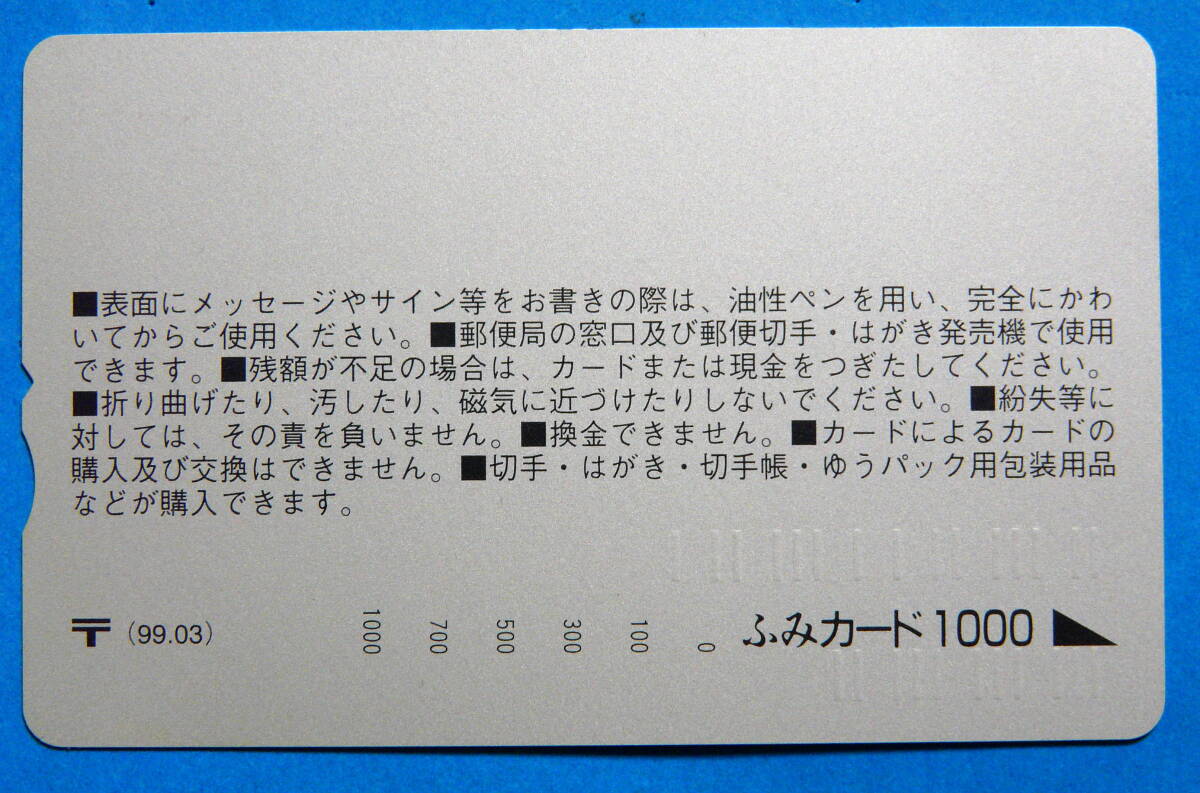 ■表面にメッセージやサイン等をお書きの際は、油性ペンを用い、完全にかわ
いてからご使用ください。■郵便局の窓口及び郵便切手・はがき発売機で使用
できます。■残額が不足の場合は、カードまたは現金をつぎたしてください。
■折り曲げたり、汚したり、磁気に近づけたりしないでください。■紛失等に
対しては、その責を負いません。■換金できません。■カードによるカードの
購入及び交換はできません。■切手・はがき・切手帳・ゆうパック用包装用品
などが購入できます。
〒 (99.03) 1000 700 500 300 100 0 ふみカード1000